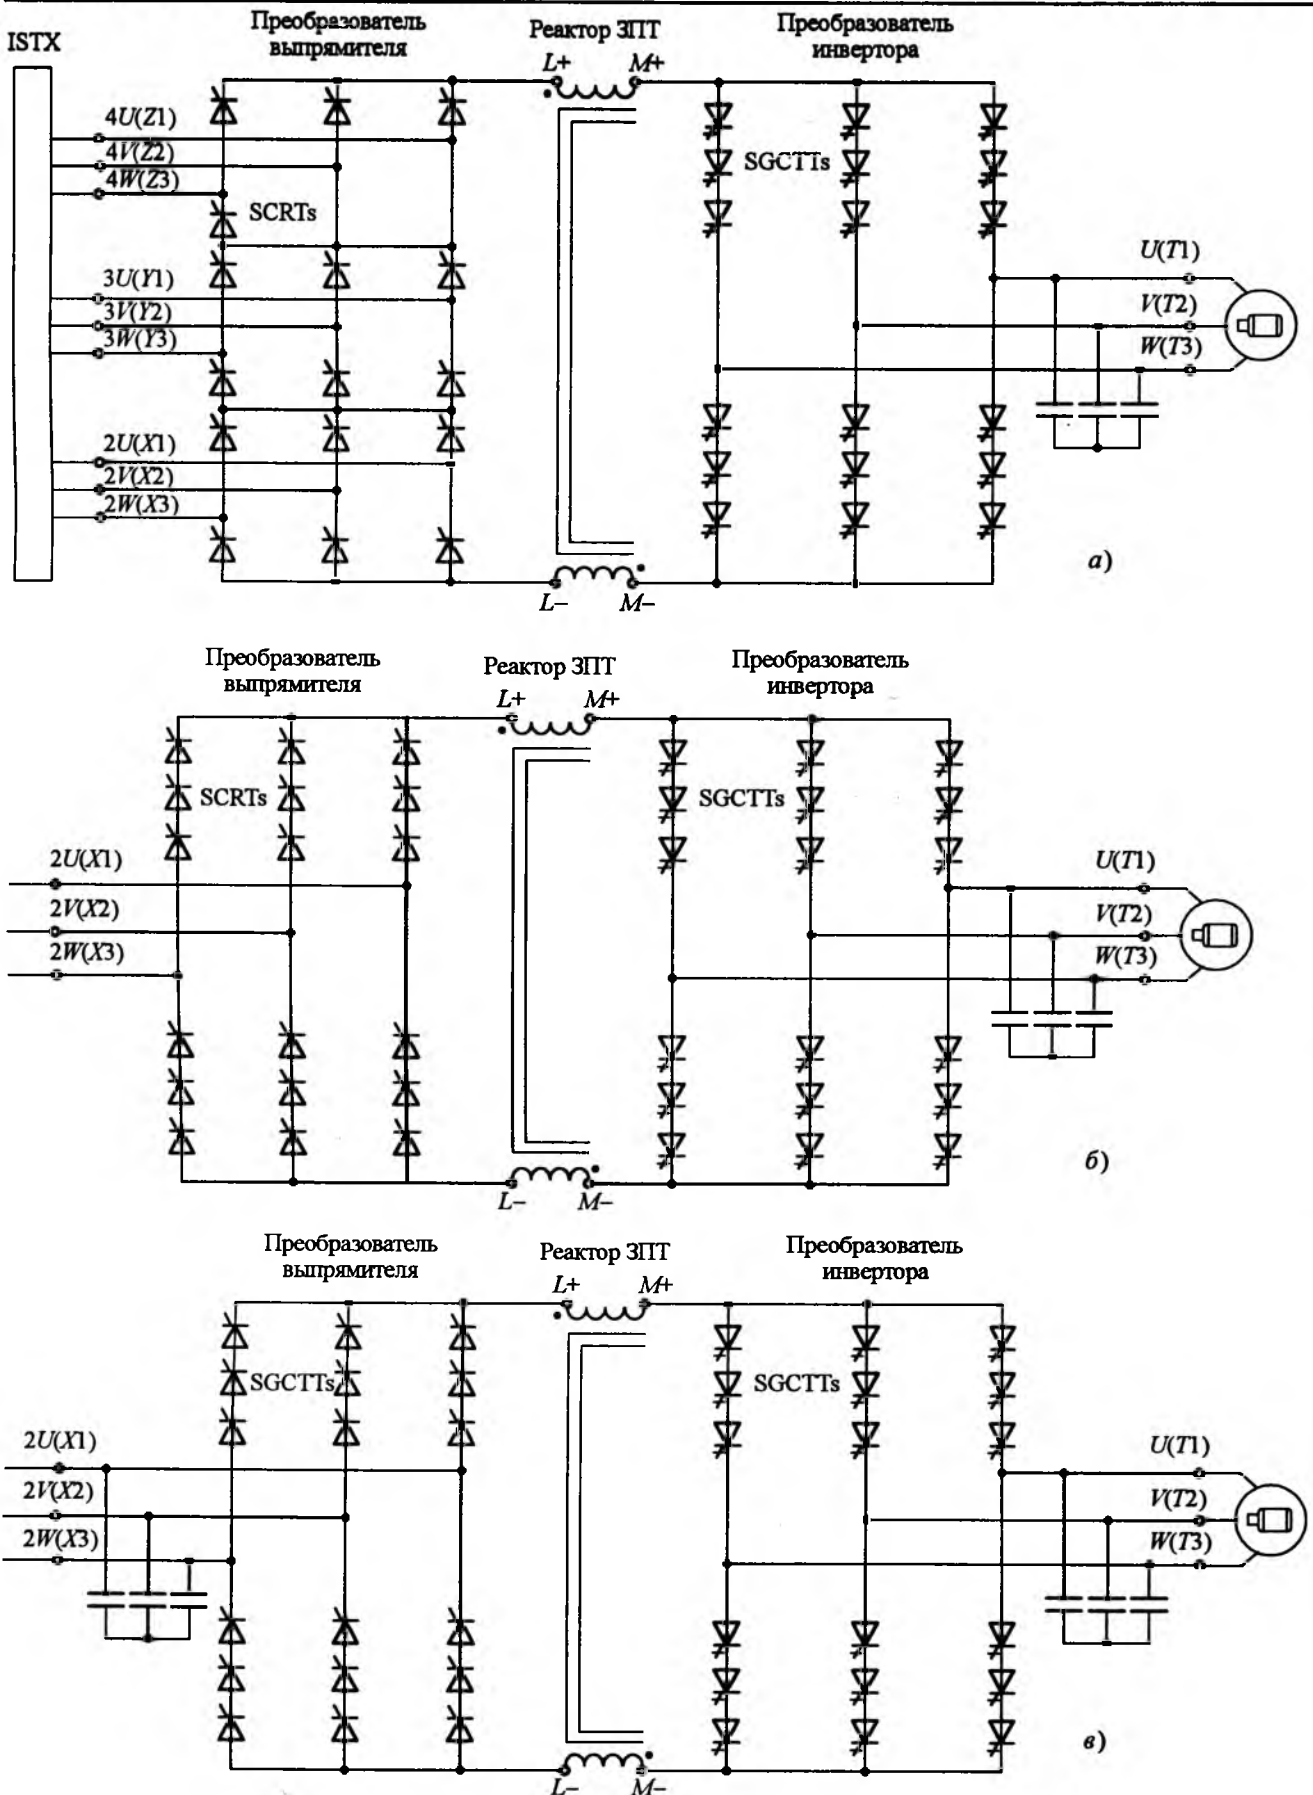 Преобразователь
выпрямителя
Реактор ЗПТ
Преобразователь
инвертора
ISTX
L+ M+
4U(Z1)
4V(Z2)
4W(Z3)
SCRTs
SGCTTs
3U(Y1)
3V(Y2)
3W(Y3)
U(T1)
V(T2)
W(T3)
2U(X1)
2V(X2)
2W(X3)
а)
L– M–
Преобразователь
выпрямителя
Реактор ЗПТ
Преобразователь
инвертора
L+ M+
SCRTs
SGCTTs
2U(X1)
2V(X2)
2W(X3)
U(T1)
V(T2)
W(T3)
б)
L– M–
Преобразователь
выпрямителя
Реактор ЗПТ
Преобразователь
инвертора
L+ M+
SGCTTs
SGCTTs
2U(X1)
2V(X2)
2W(X3)
U(T1)
V(T2)
W(T3)
в)
L– M–